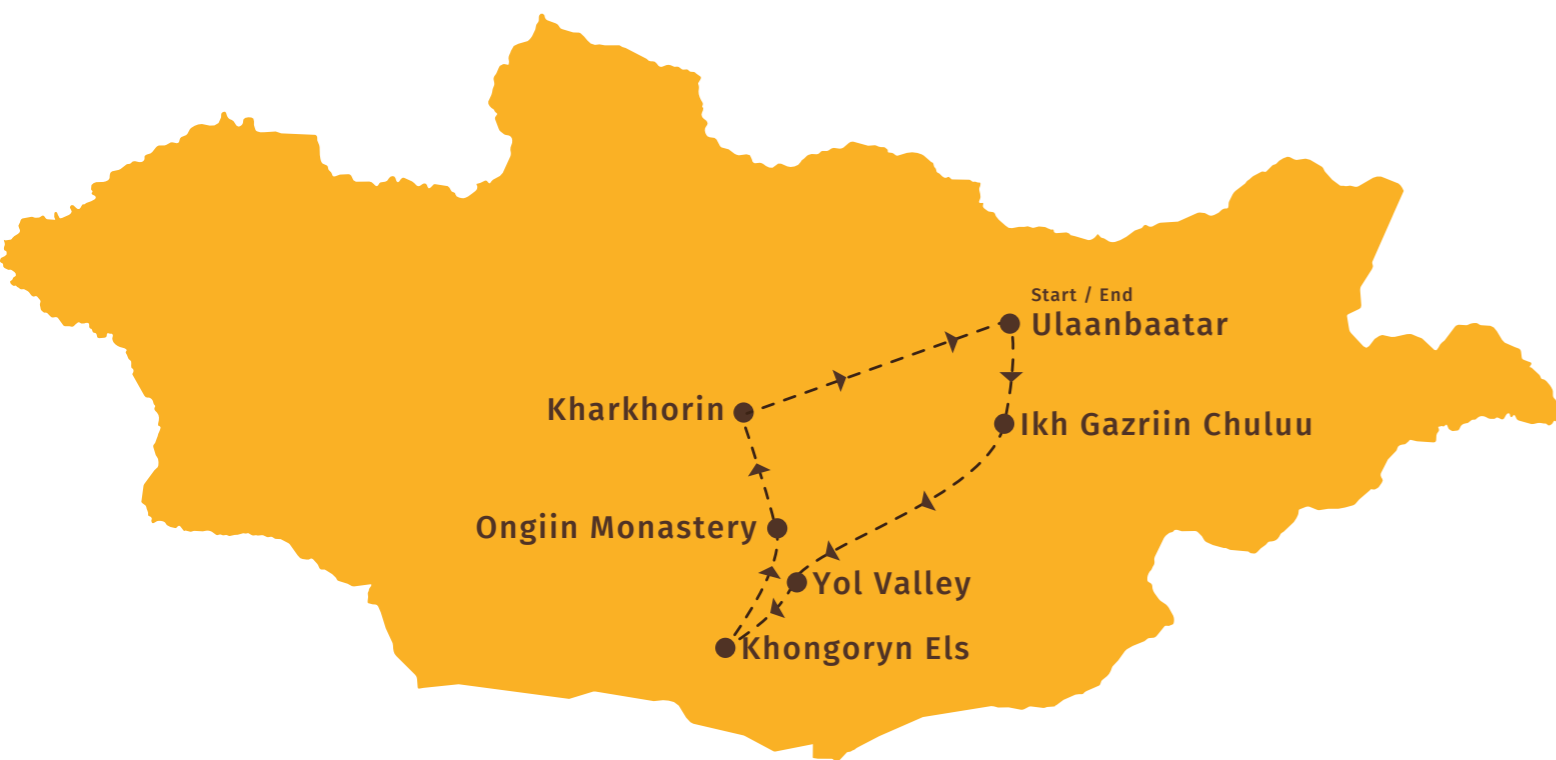 Start / End
Ulaanbaatar
Kharkhorin
Ikh Gazriin Chuluu
Ongiin Monastery
Yol Valley
Khongoryn Els